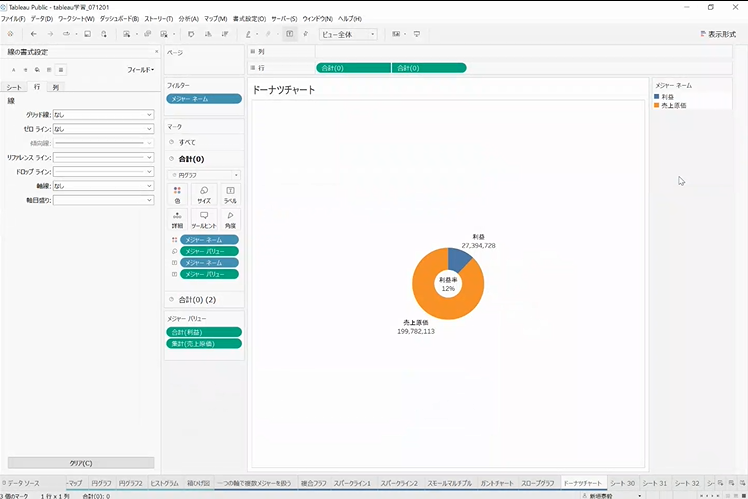 Tableau Public - tableau学習_071201
ファイル(F) データ(D) ワークシート(W) ダッシュボード(B) ストーリー(T) 分析(A) マップ(M) 書式設定(O) サーバー(S) ウィンドウ(N) ヘルプ(H)
ビュー全体
表示形式
線の書式設定
フィールド
シート 行 列
線
グリッド線: なし
ゼロ ライン: なし
傾向線:
リファレンス ライン:
ドロップ ライン:
軸線: なし
軸目盛り:
クリア(C)
ページ
フィルター
メジャー ネーム
マーク
すべて
合計(0)
円グラフ
色 サイズ ラベル
詳細 ツールヒント 角度
メジャー ネーム
メジャー バリュー
メジャー ネーム
メジャー バリュー
合計(0) (2)
メジャー バリュー
合計(利益)
集計(売上原価)
列
行 合計(0) 合計(0)
ドーナツチャート
利益
27,394,728
利益率
12%
売上原価
199,782,113
メジャー ネーム
利益
売上原価
データ ソース マップ 円グラフ 円グラフ2 ヒストグラム 箱ひげ図 一つの軸で複数メジャーを扱う 複合フラフ スパークライン1 スパークライン2 スモールマルチプル ガントチャート スロープグラフ ドーナツチャート シート 30 シート 31 シート 32
3 個のマーク 1 行 x 1 列 合計(0): 0